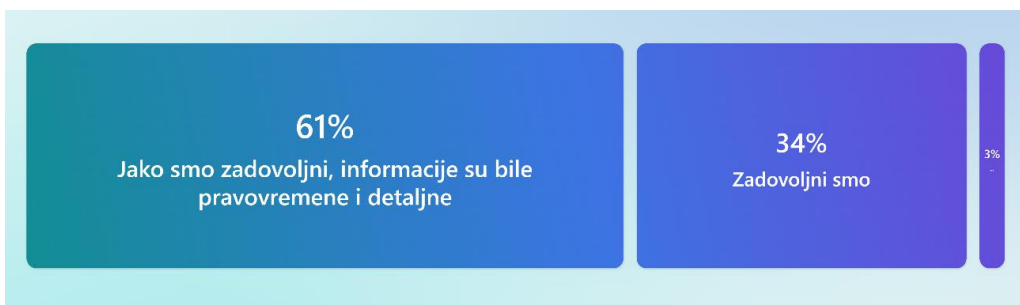 61%
Jako smo zadovoljni, informacije su bile
pravovremene i detaljne
34%
Zadovoljni smo
3%
..